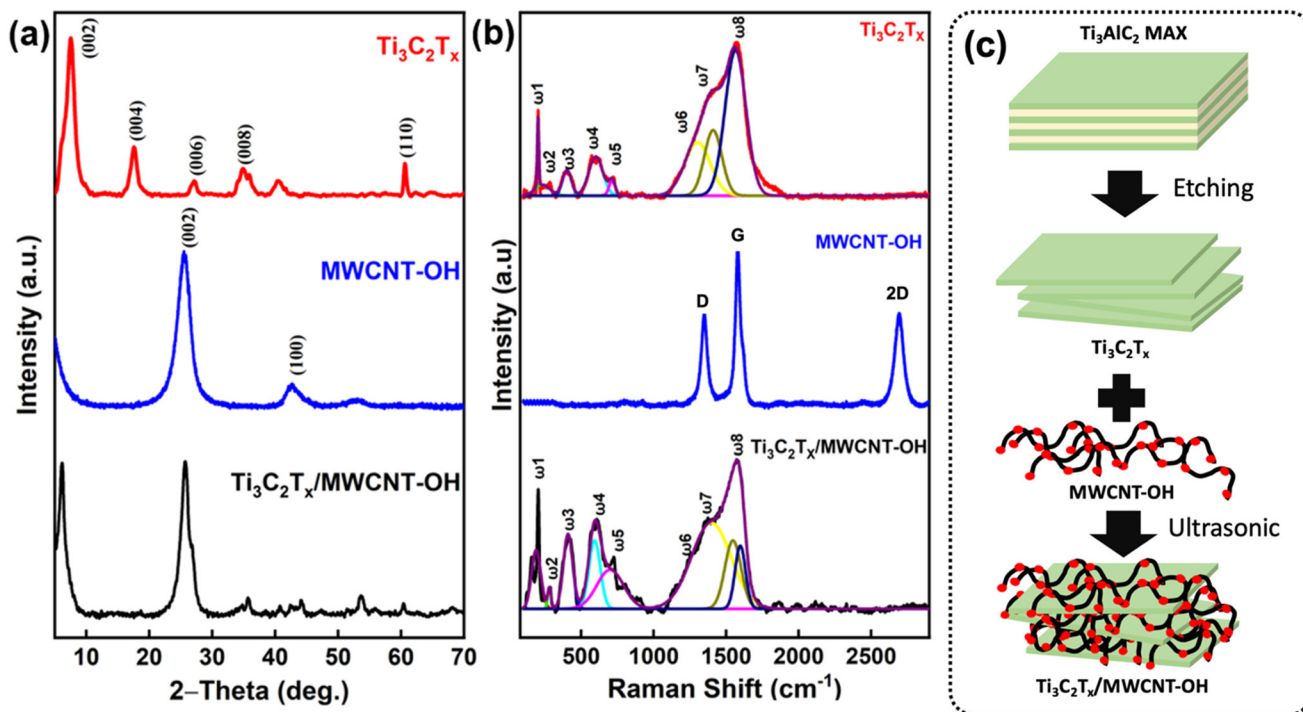 (a)
Ti₃C₂Tₓ
(002)
(004)
(006)
(008)
(110)
MWCNT-OH
(002)
(100)
Ti₃C₂Tₓ/MWCNT-OH
Intensity (a.u.)
10 20 30 40 50 60 70
2–Theta (deg.)
(b)
Ti₃C₂Tₓ
ω1
ω2
ω3
ω4
ω5
ω6
ω7
ω8
MWCNT-OH
D
G
2D
Ti₃C₂Tₓ/MWCNT-OH
ω1
ω2
ω3
ω4
ω5
ω6
ω7
ω8
Intensity (a.u)
500 1000 1500 2000 2500
Raman Shift (cm⁻¹)
(c)
Ti₃AlC₂ MAX
Etching
Ti₃C₂Tₓ
MWCNT-OH
Ultrasonic
Ti₃C₂Tₓ/MWCNT-OH